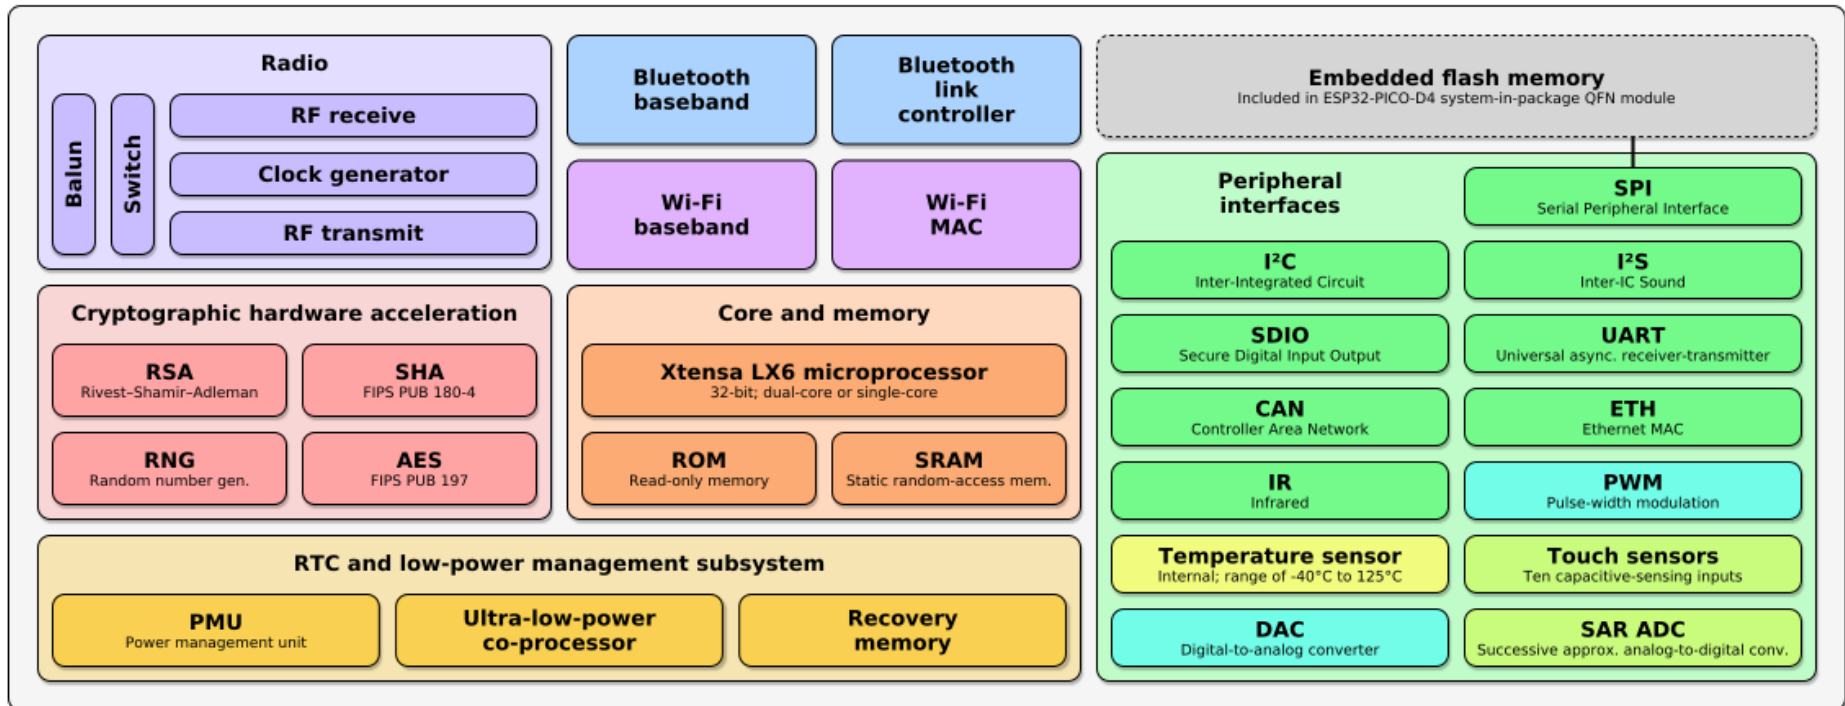 Radio
Balun
Switch
RF receive
Clock generator
RF transmit
Bluetooth
baseband
Bluetooth
link
controller
Wi-Fi
baseband
Wi-Fi
MAC
Embedded flash memory
Included in ESP32-PICO-D4 system-in-package QFN module
Cryptographic hardware acceleration
RSA
Rivest–Shamir–Adleman
SHA
FIPS PUB 180-4
RNG
Random number gen.
AES
FIPS PUB 197
Core and memory
Xtensa LX6 microprocessor
32-bit; dual-core or single-core
ROM
Read-only memory
SRAM
Static random-access mem.
RTC and low-power management subsystem
PMU
Power management unit
Ultra-low-power
co-processor
Recovery
memory
Peripheral
interfaces
SPI
Serial Peripheral Interface
I²C
Inter-Integrated Circuit
I²S
Inter-IC Sound
SDIO
Secure Digital Input Output
UART
Universal async. receiver-transmitter
CAN
Controller Area Network
ETH
Ethernet MAC
IR
Infrared
PWM
Pulse-width modulation
Temperature sensor
Internal; range of -40°C to 125°C
Touch sensors
Ten capacitive-sensing inputs
DAC
Digital-to-analog converter
SAR ADC
Successive approx. analog-to-digital conv.